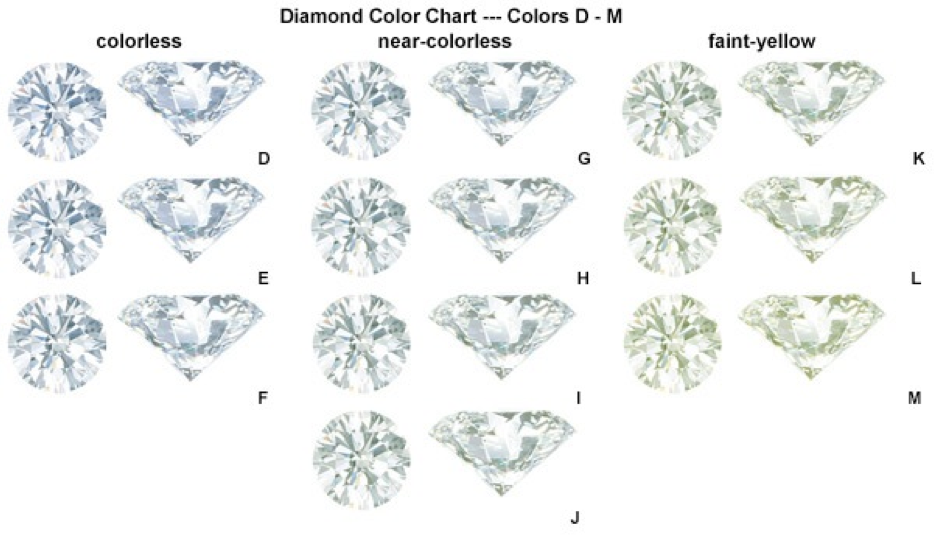 Diamond Color Chart --- Colors D - M
colorless
near-colorless
faint-yellow
D
G
K
E
H
L
F
I
M
J